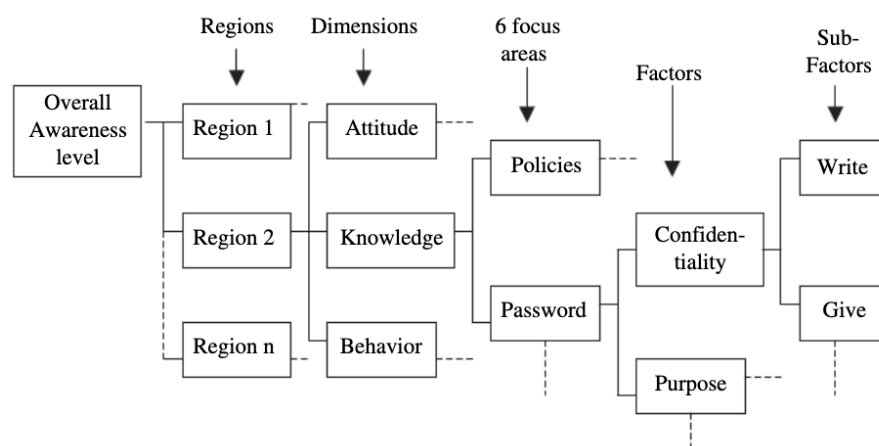 Regions
Dimensions
6 focus
areas
Factors
Sub-
Factors
Overall
Awareness
level
Region 1
Region 2
Region n
Attitude
Knowledge
Behavior
Policies
Password
Confiden-
tiality
Purpose
Write
Give